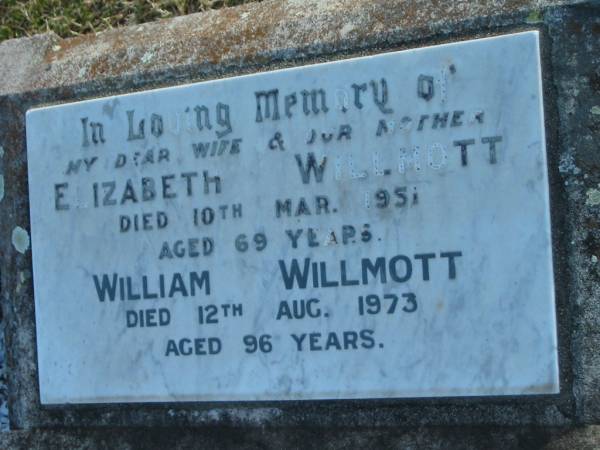 In Loving Memory of
MY DEAR WIFE & OUR MOTHER
ELIZABETH WILLMOTT
DIED 10TH MAR. 1951
AGED 69 YEARS.
WILLIAM WILLMOTT
DIED 12TH AUG. 1973
AGED 96 YEARS.